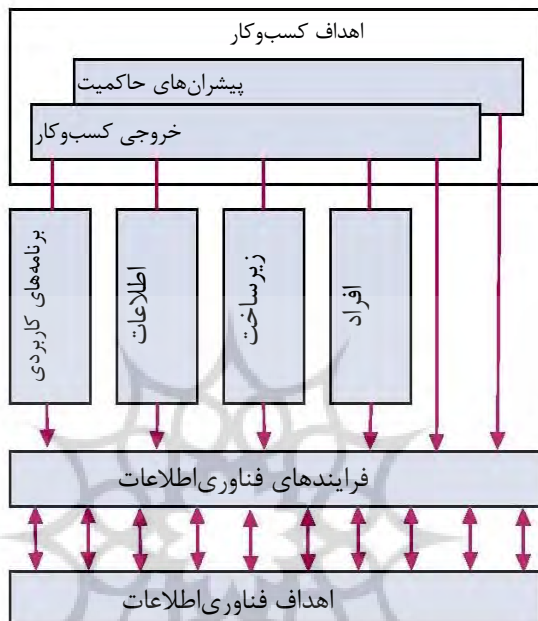 اهداف کسب‌وکار
پیشران‌های حاکمیت
خروجی کسب‌وکار
برنامه‌های کاربردی
اطلاعات
زیرساخت
افراد
فرایندهای فناوری‌اطلاعات
اهداف فناوری‌اطلاعات